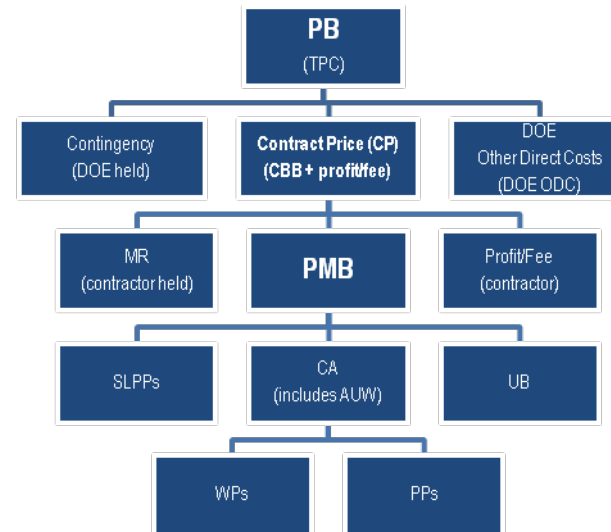 PB
(TPC)
Contingency
(DOE held)
Contract Price (CP)
(CBB + profit/fee)
DOE
Other Direct Costs
(DOE ODC)
MR
(contractor held)
PMB
Profit/Fee
(contractor)
SLPPs
CA
(includes AUW)
UB
WPs
PPs